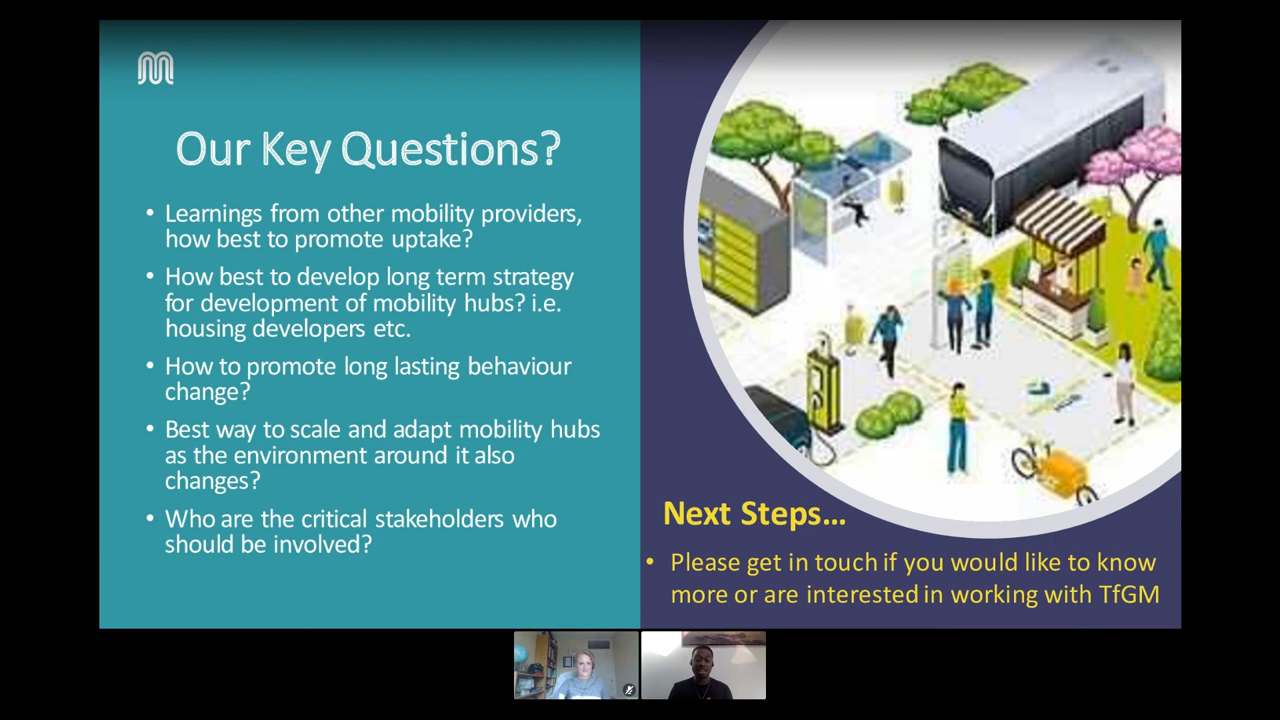 Our Key Questions?
• Learnings from other mobility providers,
how best to promote uptake?
• How best to develop long term strategy
for development of mobility hubs? i.e.
housing developers etc.
• How to promote long lasting behaviour
change?
• Best way to scale and adapt mobility hubs
as the environment around it also
changes?
• Who are the critical stakeholders who
should be involved?
HUB
Next Steps...
• Please get in touch if you would like to know
more or are interested in working with TfGM